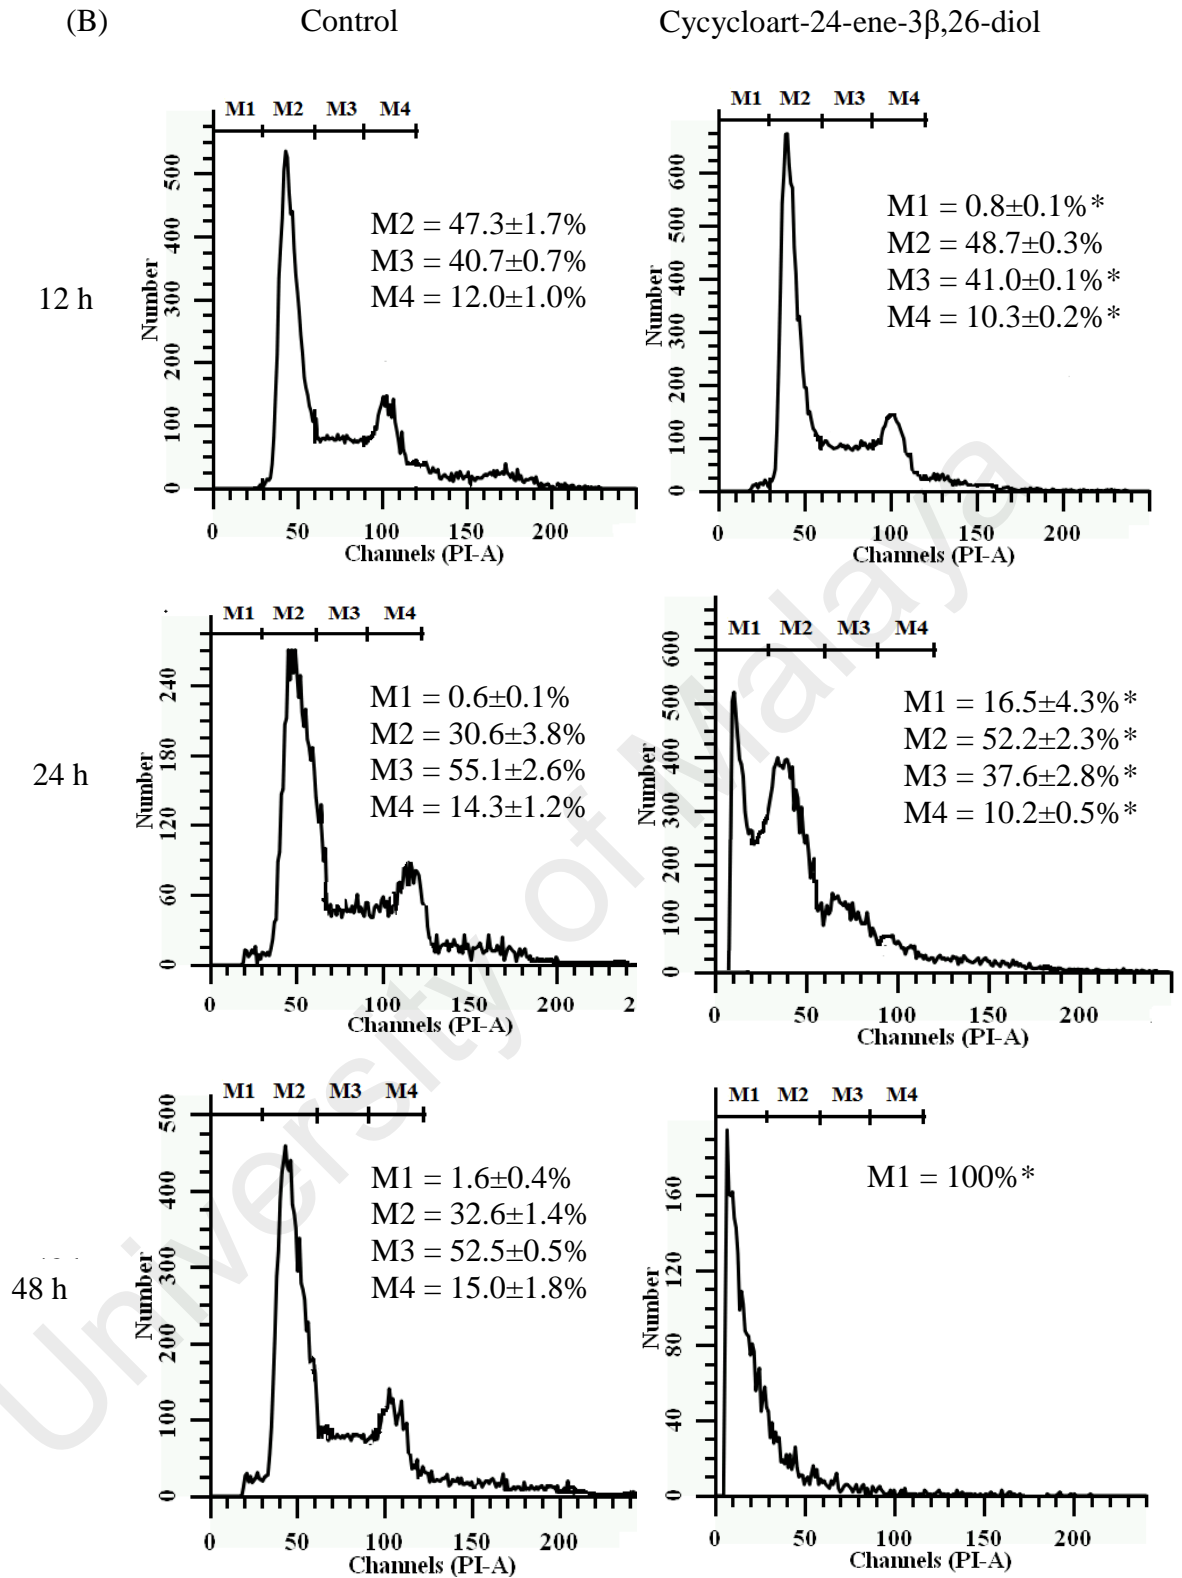 (B) Control Cycycloart-24-ene-3β,26-diol
12 h
M1 M2 M3 M4
500
400
300
200
100
0
Number
M2 = 47.3±1.7%
M3 = 40.7±0.7%
M4 = 12.0±1.0%
0 50 100 150 200
Channels (PI-A)
M1 M2 M3 M4
600
500
400
300
200
100
0
Number
M1 = 0.8±0.1%*
M2 = 48.7±0.3%
M3 = 41.0±0.1%*
M4 = 10.3±0.2%*
0 50 100 150 200
Channels (PI-A)
24 h
M1 M2 M3 M4
240
180
120
60
0
Number
M1 = 0.6±0.1%
M2 = 30.6±3.8%
M3 = 55.1±2.6%
M4 = 14.3±1.2%
0 50 100 150 200 2
Channels (PI-A)
M1 M2 M3 M4
600
500
400
300
200
100
0
Number
M1 = 16.5±4.3%*
M2 = 52.2±2.3%*
M3 = 37.6±2.8%*
M4 = 10.2±0.5%*
0 50 100 150 200
Channels (PI-A)
48 h
M1 M2 M3 M4
500
400
300
200
100
0
Number
M1 = 1.6±0.4%
M2 = 32.6±1.4%
M3 = 52.5±0.5%
M4 = 15.0±1.8%
0 50 100 150 200
Channels (PI-A)
M1 M2 M3 M4
160
120
80
40
0
Number
M1 = 100%*
0 50 100 150 200
Channels (PI-A)
University of Malaya